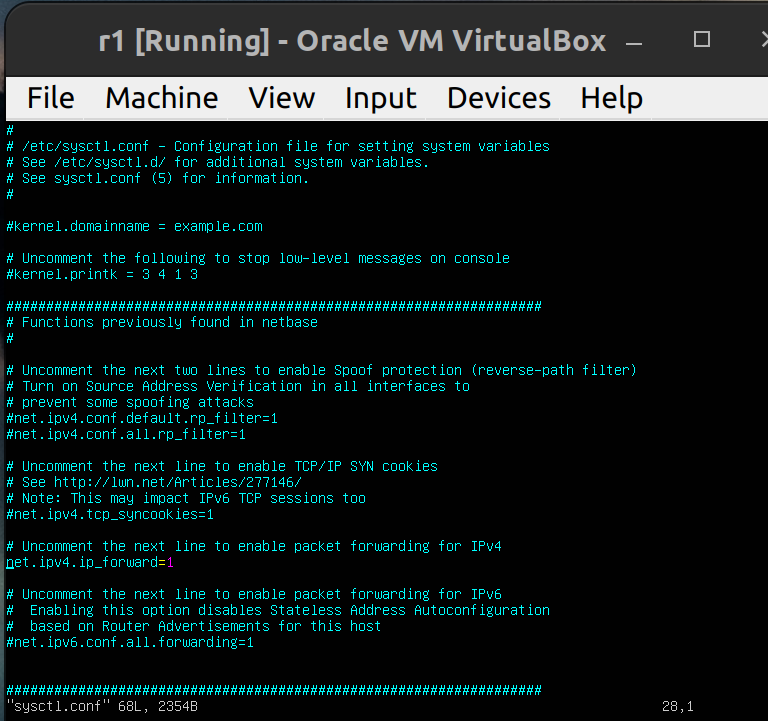 r1 [Running] - Oracle VM VirtualBox
File Machine View Input Devices Help
#
# /etc/sysctl.conf - Configuration file for setting system variables
# See /etc/sysctl.d/ for additional system variables.
# See sysctl.conf (5) for information.
#
#kernel.domainname = example.com
# Uncomment the following to stop low-level messages on console
#kernel.printk = 3 4 1 3
###################################################################
# Functions previously found in netbase
#
# Uncomment the next two lines to enable Spoof protection (reverse-path filter)
# Turn on Source Address Verification in all interfaces to
# prevent some spoofing attacks
#net.ipv4.conf.default.rp_filter=1
#net.ipv4.conf.all.rp_filter=1
# Uncomment the next line to enable TCP/IP SYN cookies
# See http://lwn.net/Articles/277146/
# Note: This may impact IPv6 TCP sessions too
#net.ipv4.tcp_syncookies=1
# Uncomment the next line to enable packet forwarding for IPv4
net.ipv4.ip_forward=1
# Uncomment the next line to enable packet forwarding for IPv6
#  Enabling this option disables Stateless Address Autoconfiguration
#  based on Router Advertisements for this host
#net.ipv6.conf.all.forwarding=1
###################################################################
"sysctl.conf" 68L, 2354B 28,1